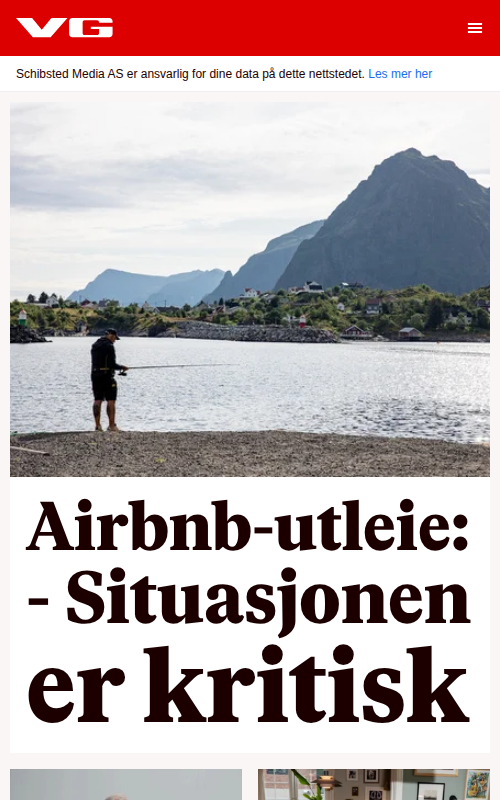 VG
Schibsted Media AS er ansvarlig for dine data på dette nettstedet. Les mer her
Airbnb-utleie:
- Situasjonen
er kritisk